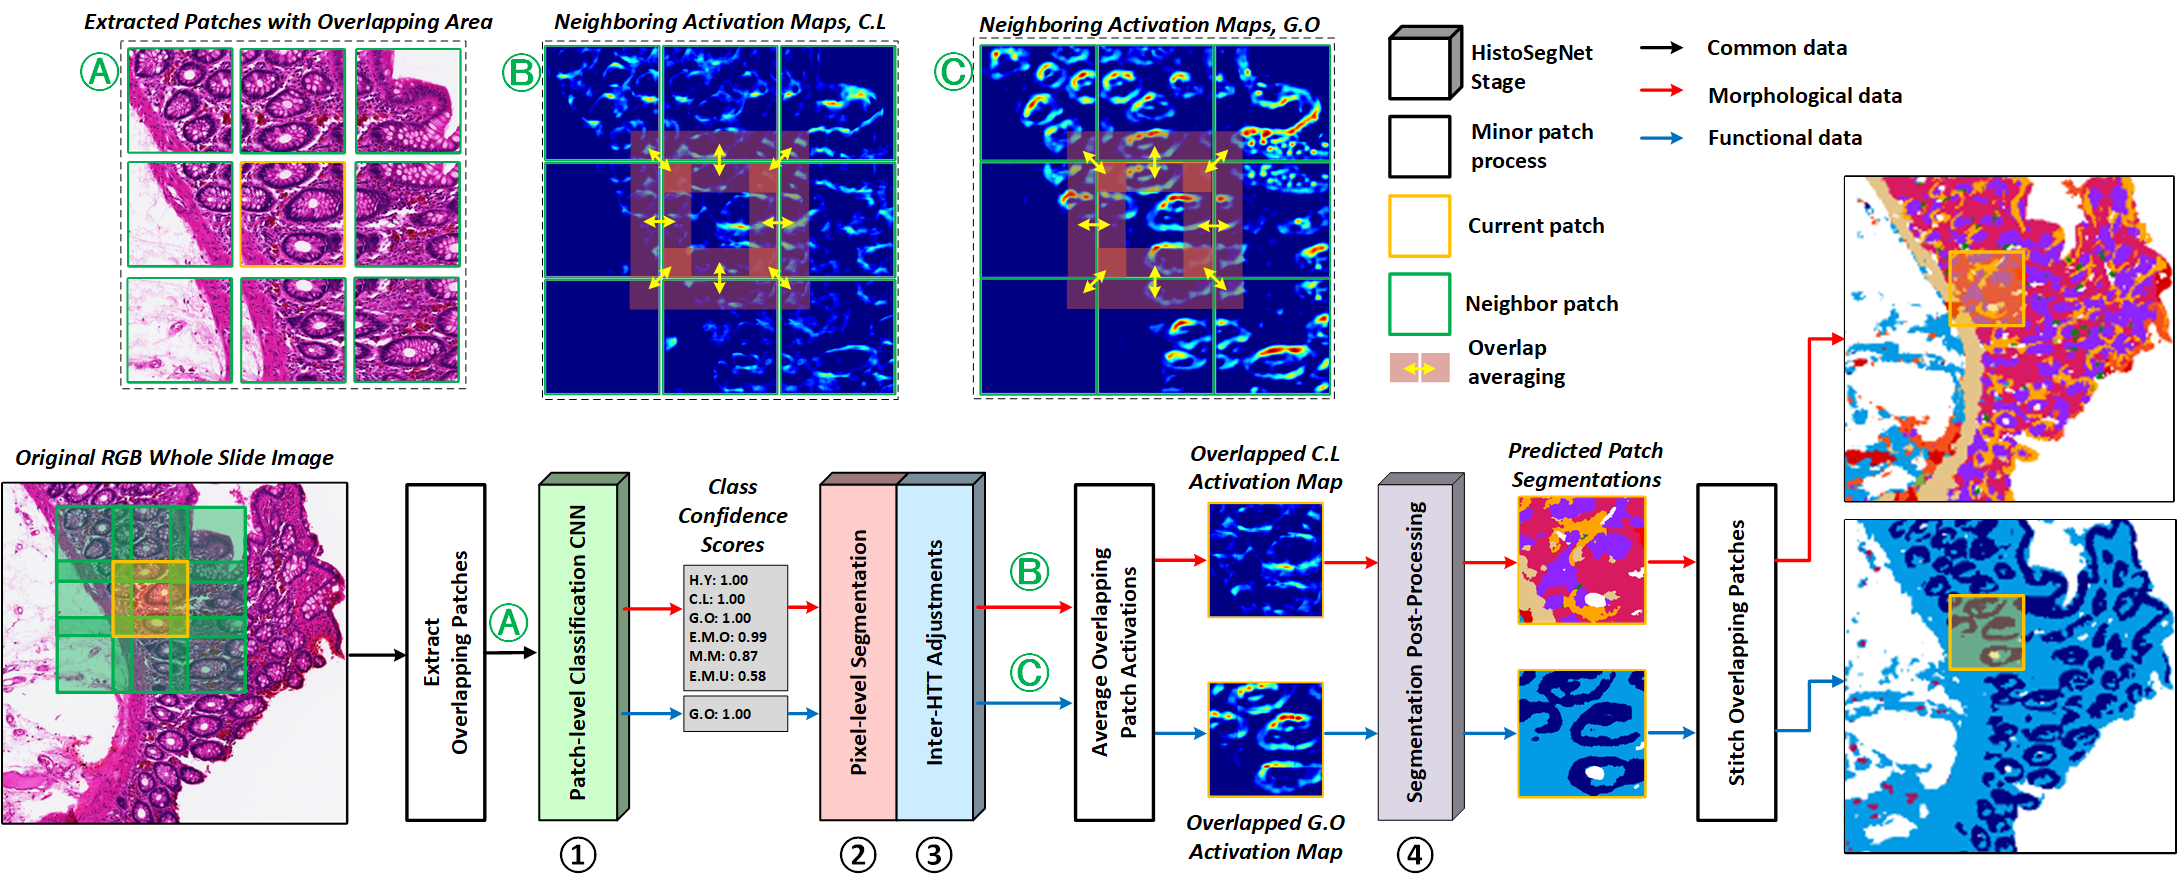 Extracted Patches with Overlapping Area
Neighboring Activation Maps, C.L
Neighboring Activation Maps, G.O
A
B
C
HistoSegNet
Stage
Minor patch
process
Current patch
Neighbor patch
Overlap
averaging
Common data
Morphological data
Functional data
Original RGB Whole Slide Image
Extract
Overlapping Patches
A
Patch-level Classification CNN
1
Class
Confidence
Scores
H.Y: 1.00
C.L: 1.00
G.O: 1.00
E.M.O: 0.99
M.M: 0.87
E.M.U: 0.58
G.O: 1.00
Pixel-level Segmentation
2
Inter-HTT Adjustments
3
B
C
Average Overlapping
Patch Activations
Overlapped C.L
Activation Map
Overlapped G.O
Activation Map
Segmentation Post-Processing
4
Predicted Patch
Segmentations
Stitch Overlapping Patches